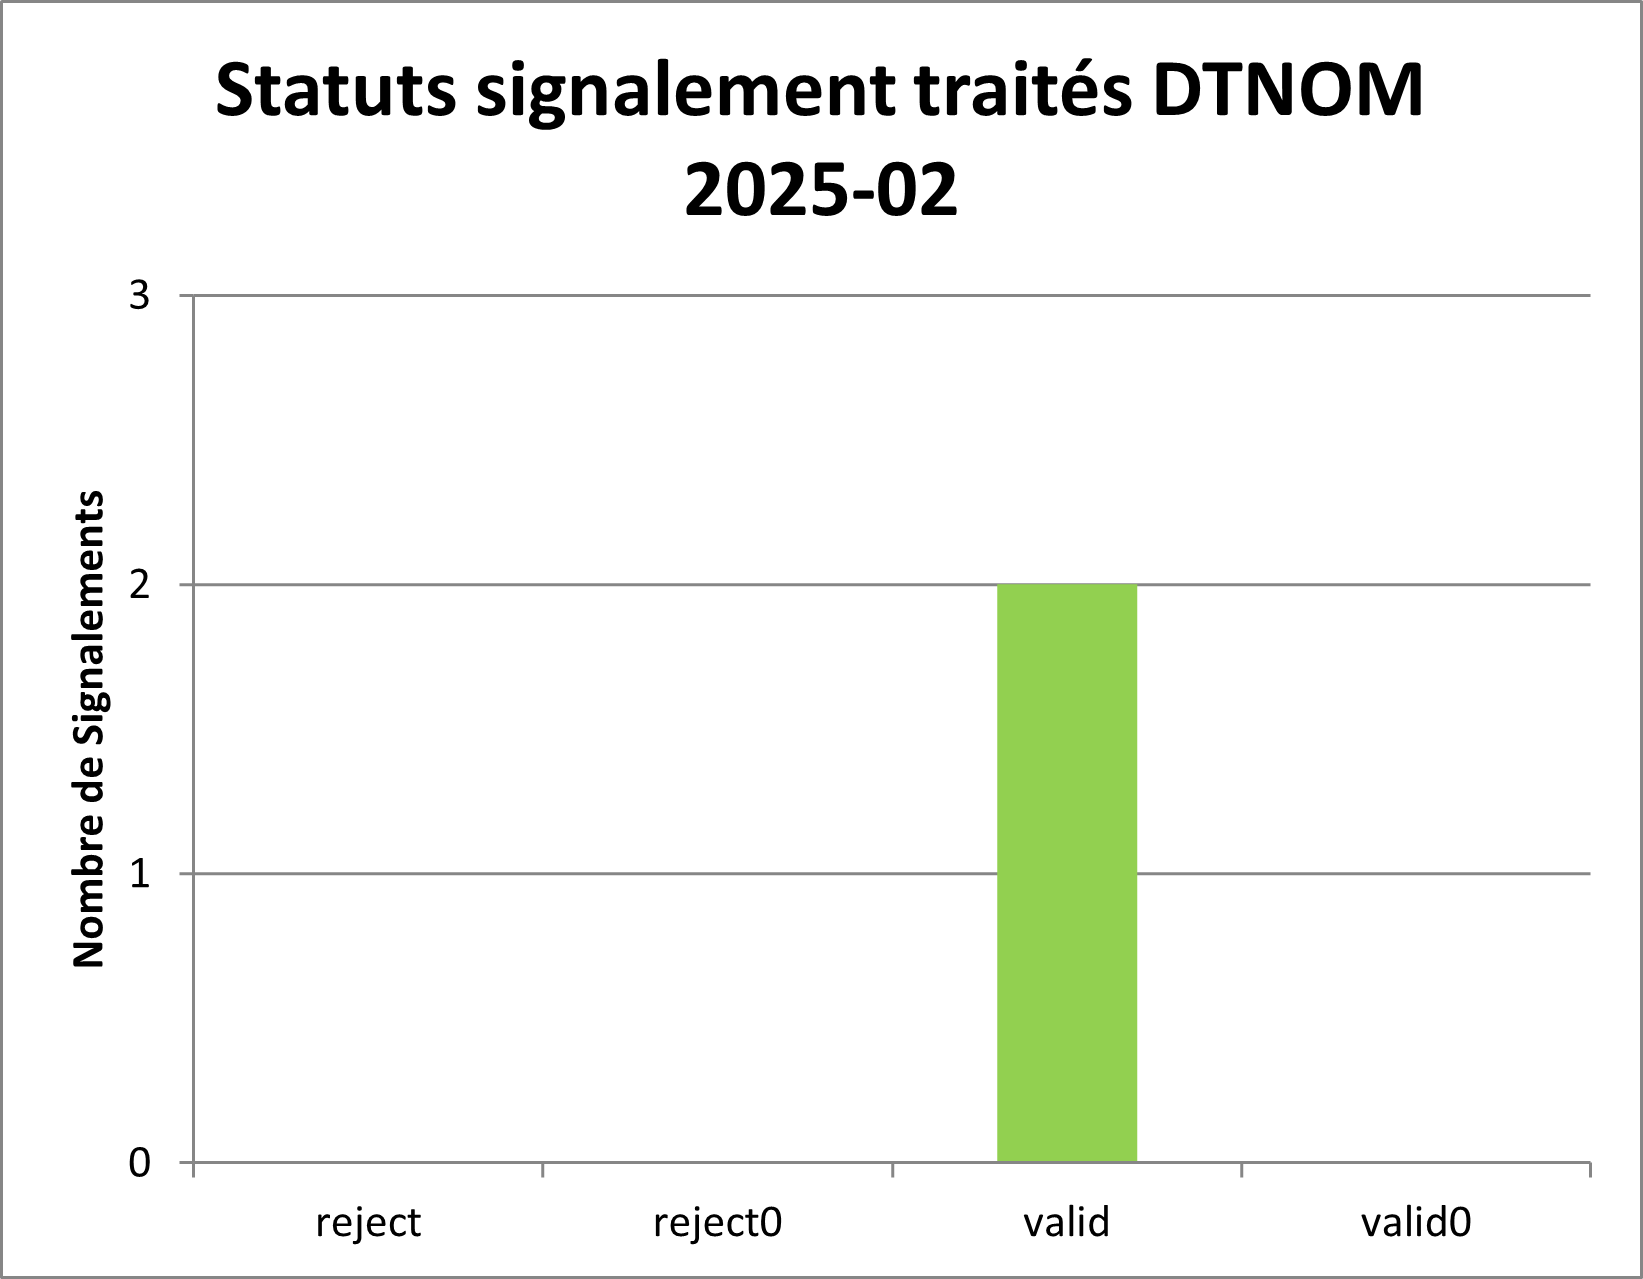 Statuts signalement traités DTNOM
2025-02
3
2
1
0
Nombre de Signalements
reject
reject0
valid
valid0